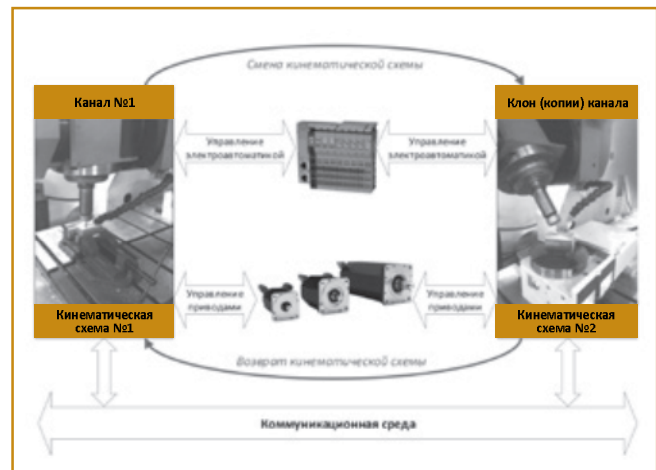 Смена кинематической схемы
Канал №1
Клон (копии) канала
Управление
электроавтоматикой
Управление
электроавтоматикой
Управление
приводами
Управление
приводами
Кинематическая
схема №1
Кинематическая
схема №2
Возврат кинематической схемы
Коммуникационная среда